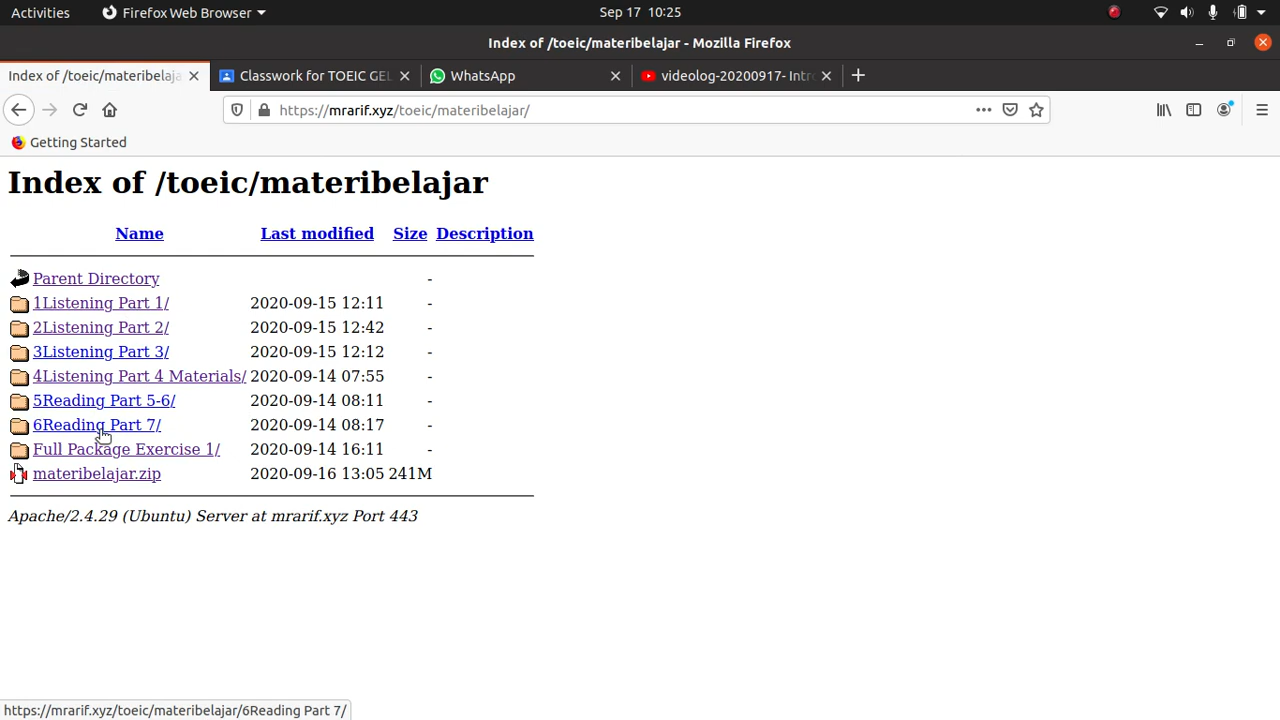 Activities Firefox Web Browser Sep 17 10:25
Index of /toeic/materibelajar - Mozilla Firefox
Index of /toeic/materibelaja Classwork for TOEIC GEL WhatsApp videolog-20200917- Intro
https://mrarif.xyz/toeic/materibelajar/
Getting Started
Index of /toeic/materibelajar
Name Last modified Size Description
Parent Directory -
1Listening Part 1/ 2020-09-15 12:11 -
2Listening Part 2/ 2020-09-15 12:42 -
3Listening Part 3/ 2020-09-15 12:12 -
4Listening Part 4 Materials/ 2020-09-14 07:55 -
5Reading Part 5-6/ 2020-09-14 08:11 -
6Reading Part 7/ 2020-09-14 08:17 -
Full Package Exercise 1/ 2020-09-14 16:11 -
materibelajar.zip 2020-09-16 13:05 241M
Apache/2.4.29 (Ubuntu) Server at mrarif.xyz Port 443
https://mrarif.xyz/toeic/materibelajar/6Reading Part 7/